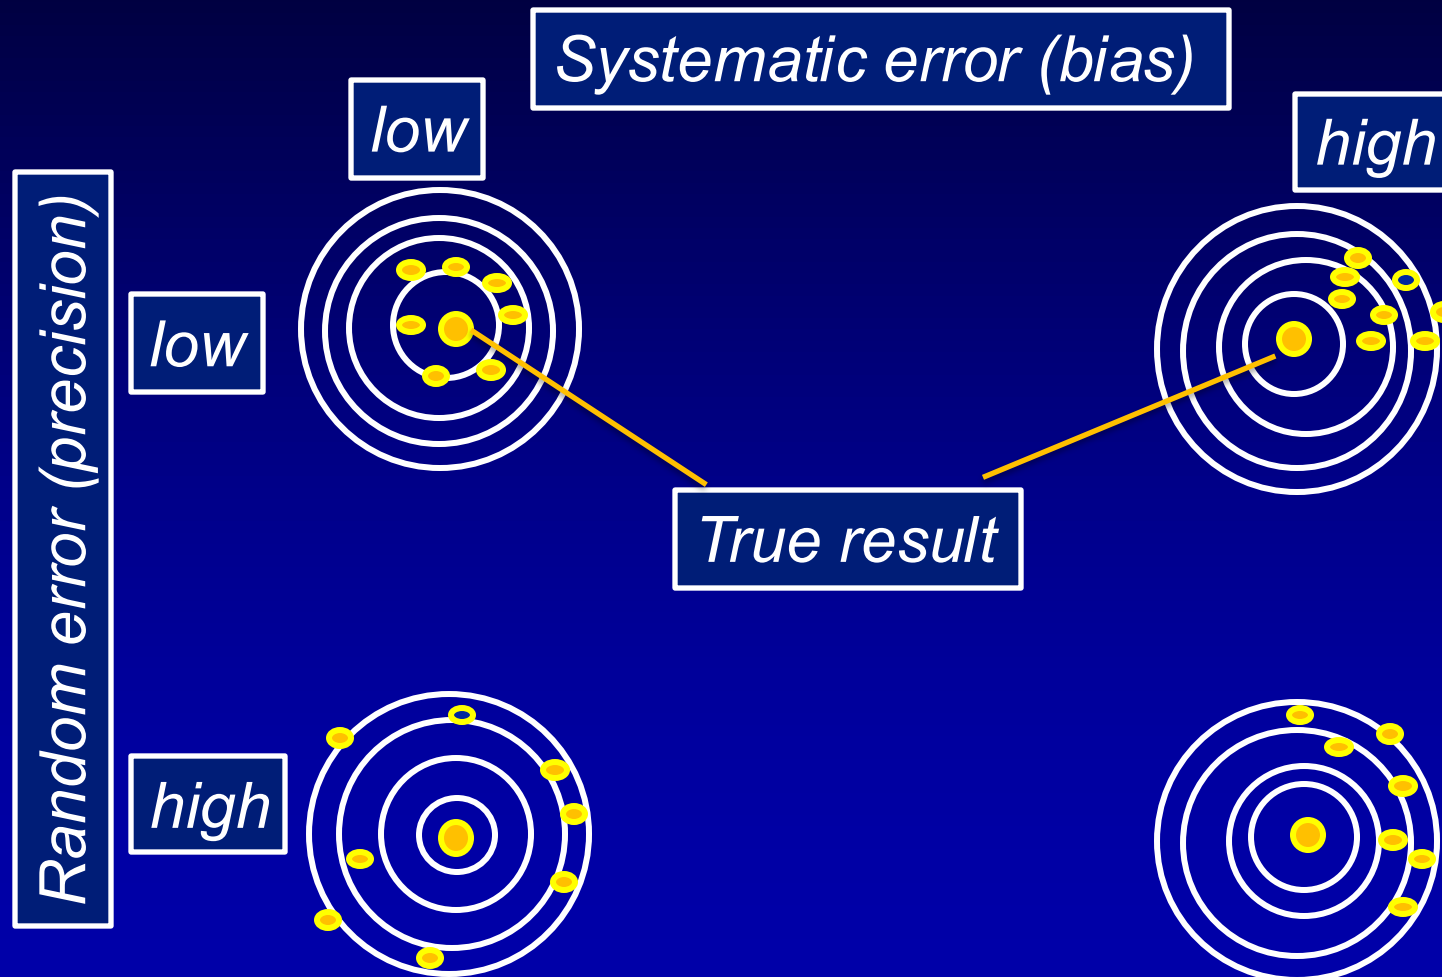 Systematic error (bias)
low
high
Random error (precision)
low
True result
high